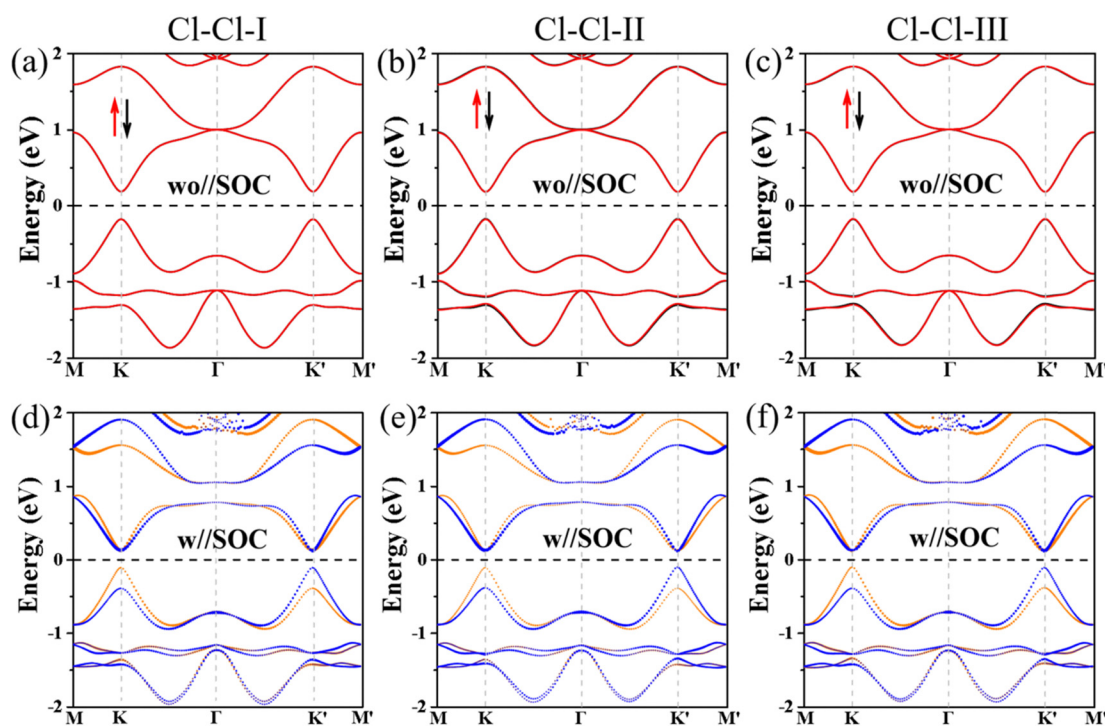 Cl-Cl-I Cl-Cl-II Cl-Cl-III
(a) (b) (c)
2 2 2
1 1 1
0 0 0
-1 -1 -1
-2 -2 -2
Energy (eV) Energy (eV) Energy (eV)
wo//SOC wo//SOC wo//SOC
M K Γ K' M' M K Γ K' M' M K Γ K' M'
(d) (e) (f)
2 2 2
1 1 1
0 0 0
-1 -1 -1
-2 -2 -2
Energy (eV) Energy (eV) Energy (eV)
w//SOC w//SOC w//SOC
M K Γ K' M' M K Γ K' M' M K Γ K' M'